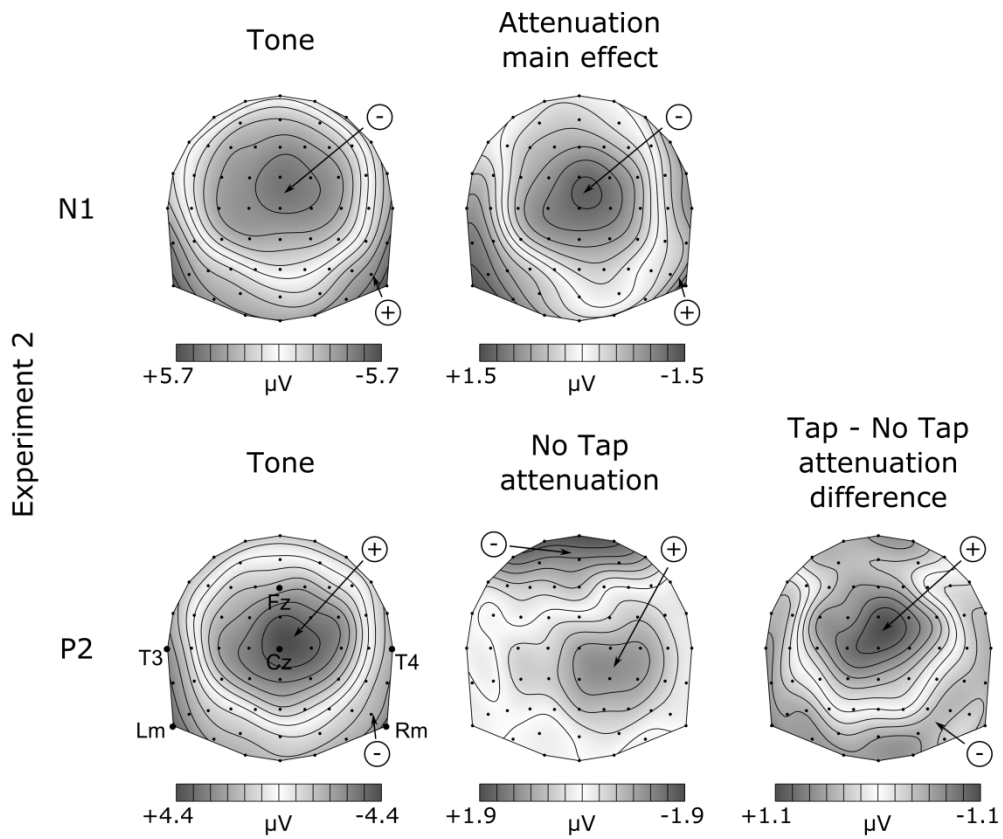 Tone
Attenuation
main effect
-
-
N1
+
+
+5.7
-5.7
+1.5
-1.5
µV
µV
Experiment 2
Tone
No Tap
attenuation
Tap - No Tap
attenuation
difference
+
-
+
+
Fz
P2
T3
Cz
T4
Lm
-
Rm
-
+4.4
-4.4
+1.9
-1.9
+1.1
-1.1
µV
µV
µV